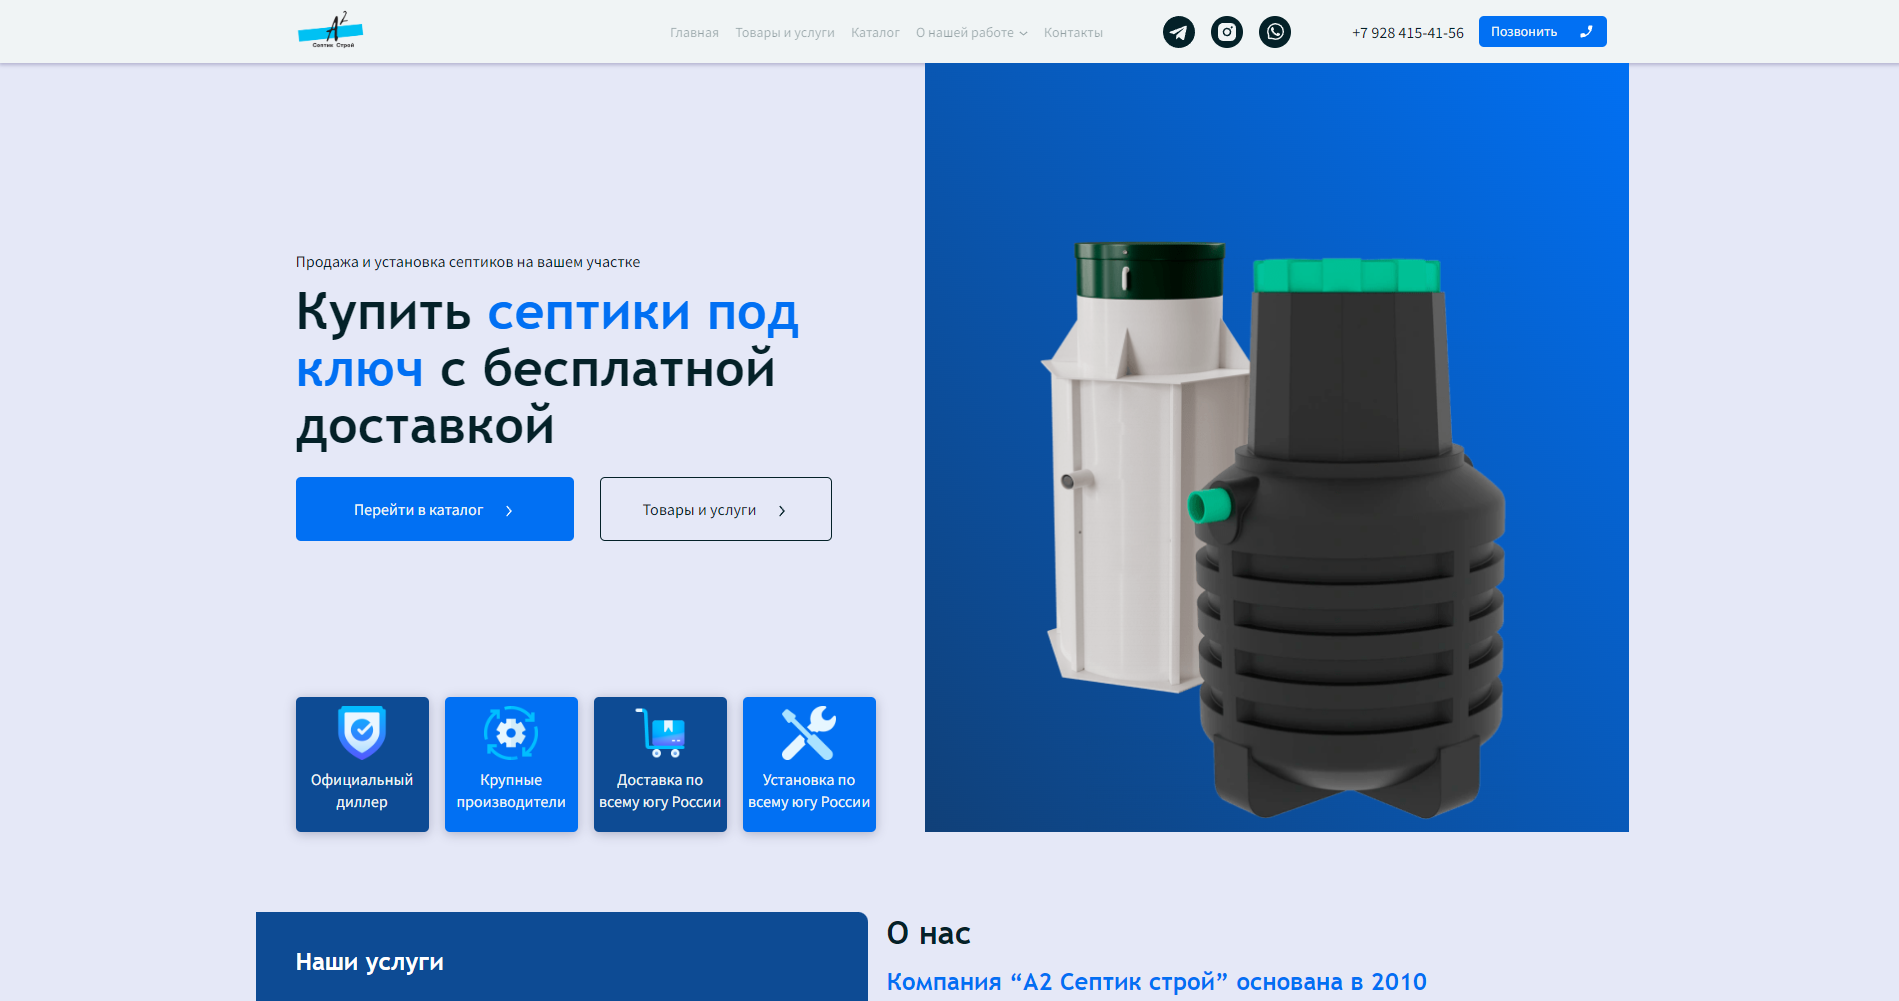 А2
Септик Строй
Главная
Товары и услуги
Каталог
О нашей работе
Контакты
+7 928 415-41-56
Позвонить
Продажа и установка септиков на вашем участке
Купить септики под
ключ с бесплатной
доставкой
Перейти в каталог
Товары и услуги
Официальный
диллер
Крупные
производители
Доставка по
всему югу России
Установка по
всему югу России
Наши услуги
О нас
Компания “А2 Септик строй” основана в 2010